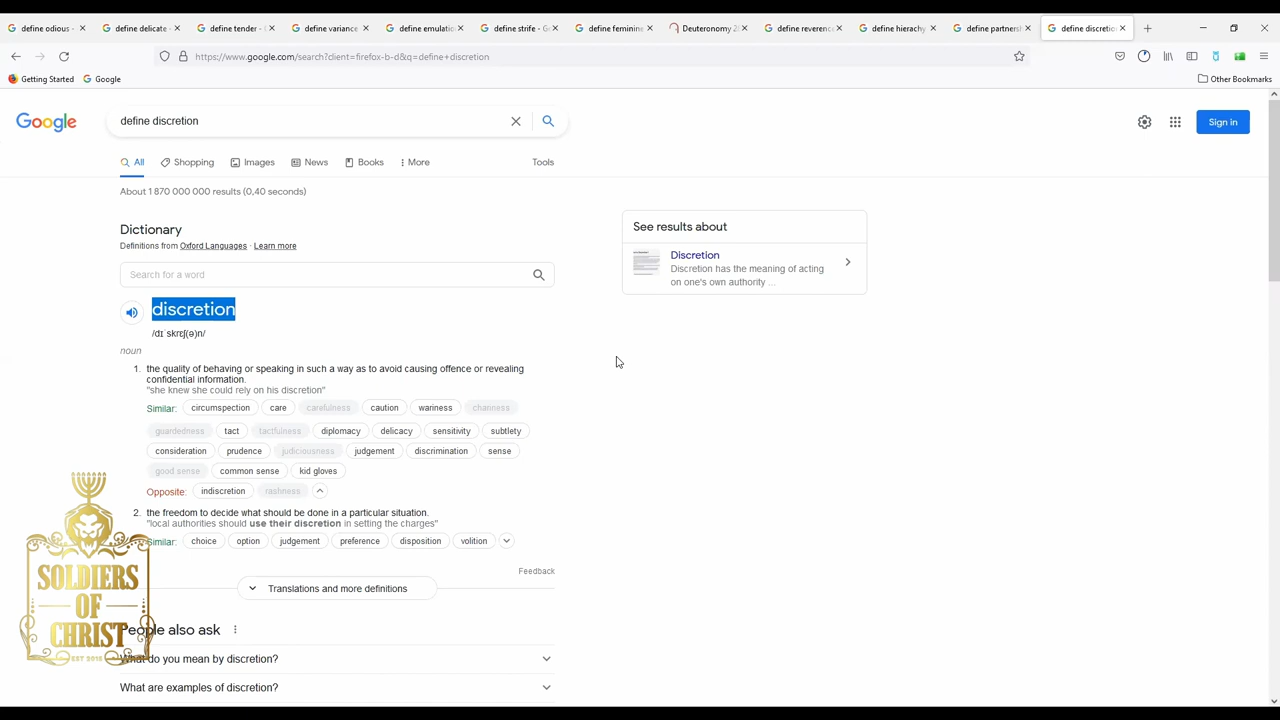 define odious -
define delicate -
define tender - G
define variance
define emulatio
define strife - Go
define feminine
Deuteronomy 2
define reverence
define hierarchy
define partnersh
define discretion
https://www.google.com/search?client=firefox-b-d&q=define+discretion
Getting Started
Google
Other Bookmarks
Google
define discretion
Sign in
All
Shopping
Images
News
Books
More
Tools
About 1 870 000 000 results (0,40 seconds)
Dictionary
Definitions from Oxford Languages · Learn more
Search for a word
discretion
/dɪˈskrɛʃ(ə)n/
noun
1. the quality of behaving or speaking in such a way as to avoid causing offence or revealing
confidential information.
"she knew she could rely on his discretion"
Similar: circumspection care carefulness caution wariness chariness
guardedness tact tactfulness diplomacy delicacy sensitivity subtlety
consideration prudence judiciousness judgement discrimination sense
good sense common sense kid gloves
Opposite: indiscretion rashness
2. the freedom to decide what should be done in a particular situation.
"local authorities should use their discretion in setting the charges"
Similar: choice option judgement preference disposition volition
Feedback
Translations and more definitions
People also ask
What do you mean by discretion?
What are examples of discretion?
See results about
Discretion
Discretion has the meaning of acting
on one's own authority ...
SOLDIERS
OF
CHRIST
EST 2015